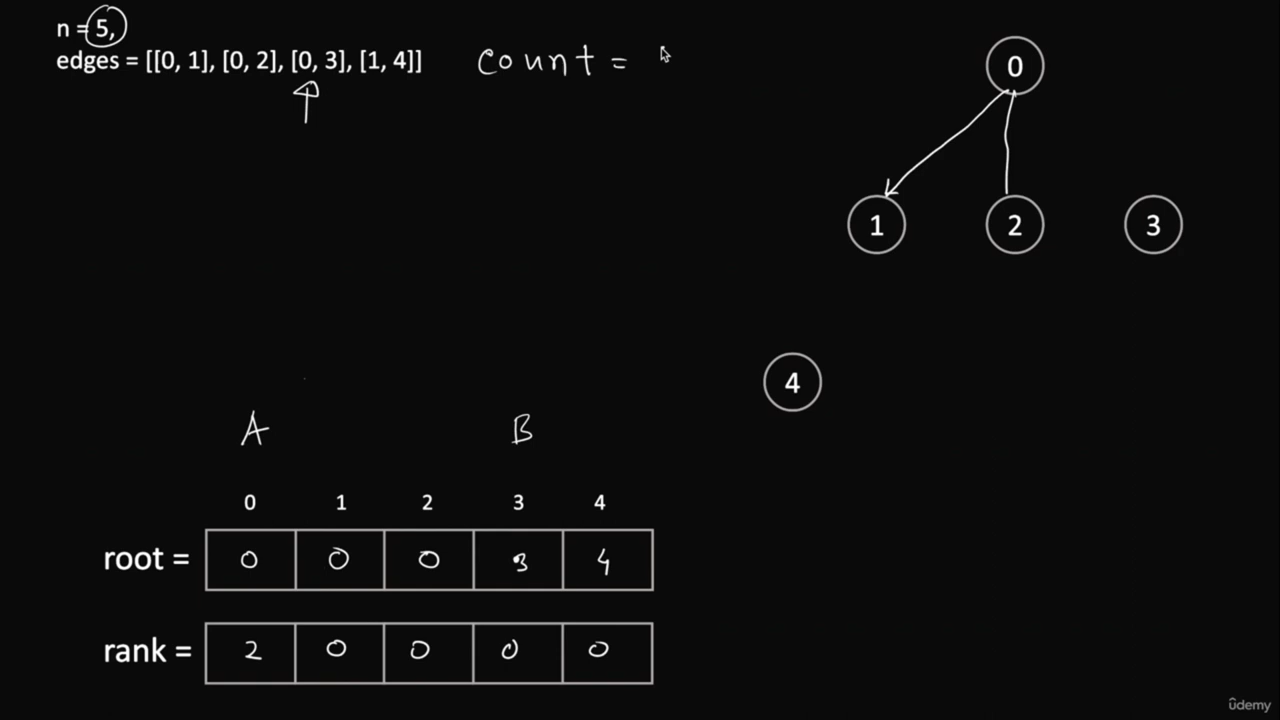 n = 5,
edges = [[0, 1], [0, 2], [0, 3], [1, 4]] count =
0
1 2 3
4
A B
0 1 2 3 4
root = 0 0 0 3 4
rank = 2 0 0 0 0
ûdemy